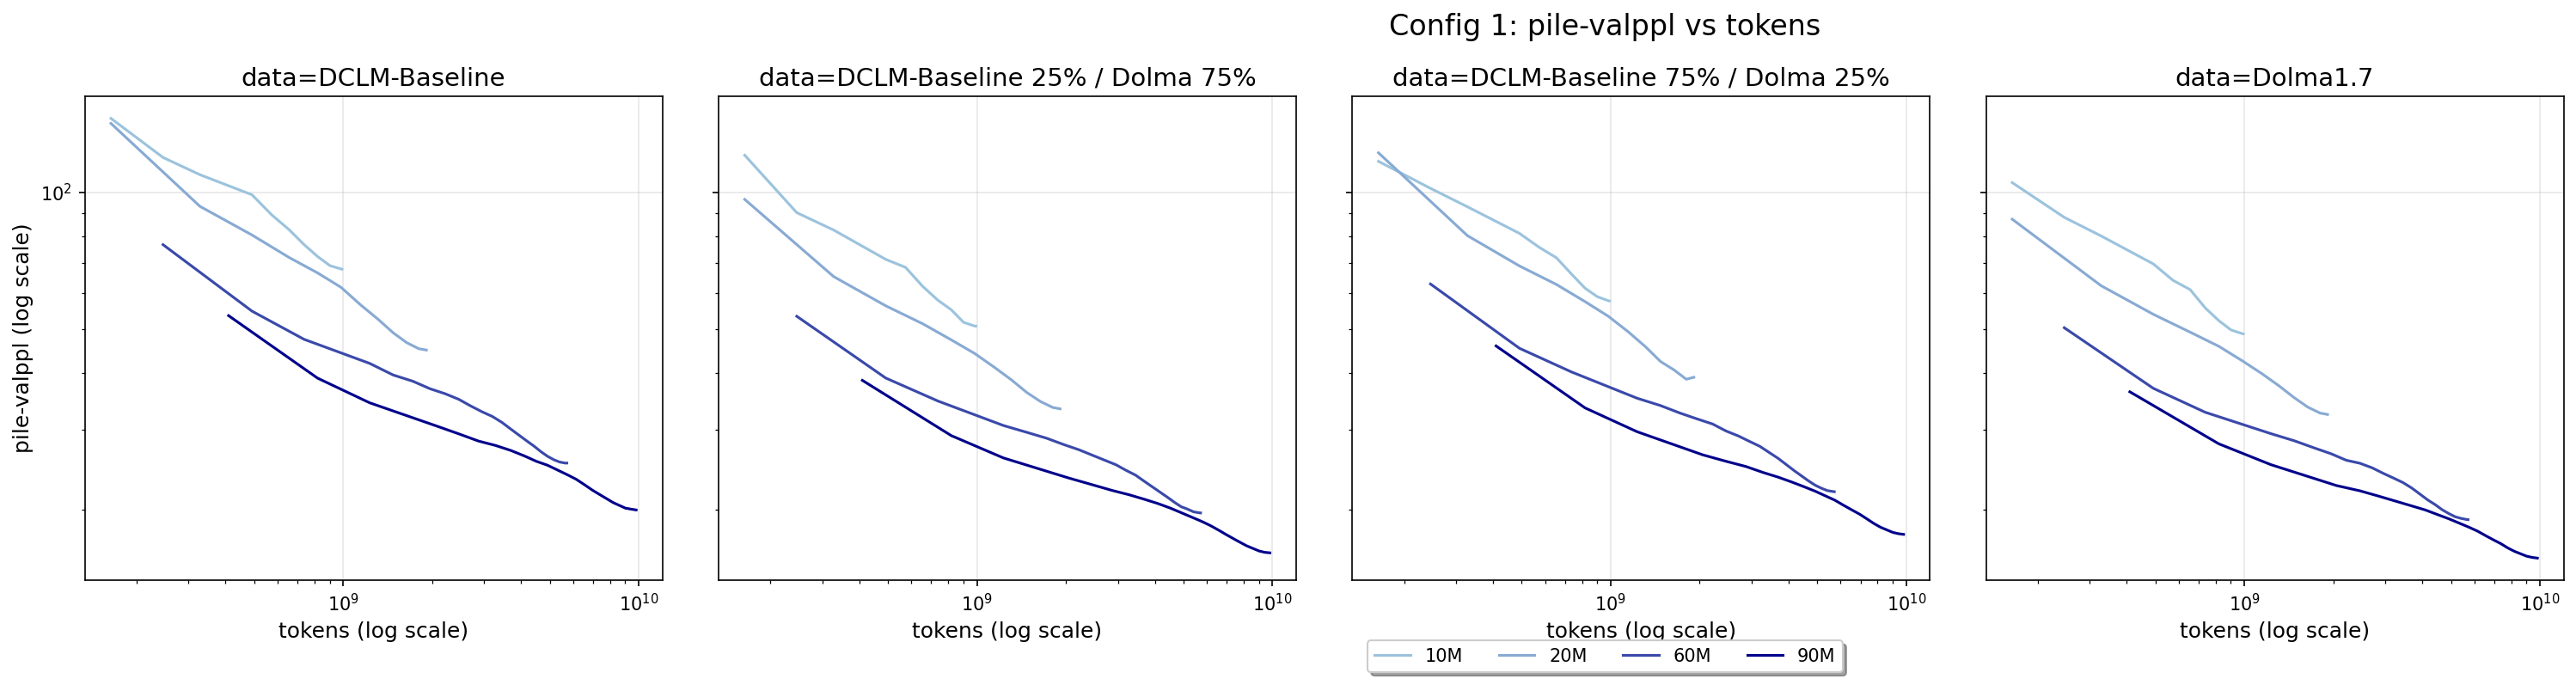 Config 1: pile-valppl vs tokens
data=DCLM-Baseline
data=DCLM-Baseline 25% / Dolma 75%
data=DCLM-Baseline 75% / Dolma 25%
data=Dolma1.7
pile-valppl (log scale)
10²
10⁹ 10¹⁰
10⁹ 10¹⁰
10⁹ 10¹⁰
10⁹ 10¹⁰
tokens (log scale)
tokens (log scale)
tokens (log scale)
tokens (log scale)
10M 20M 60M 90M